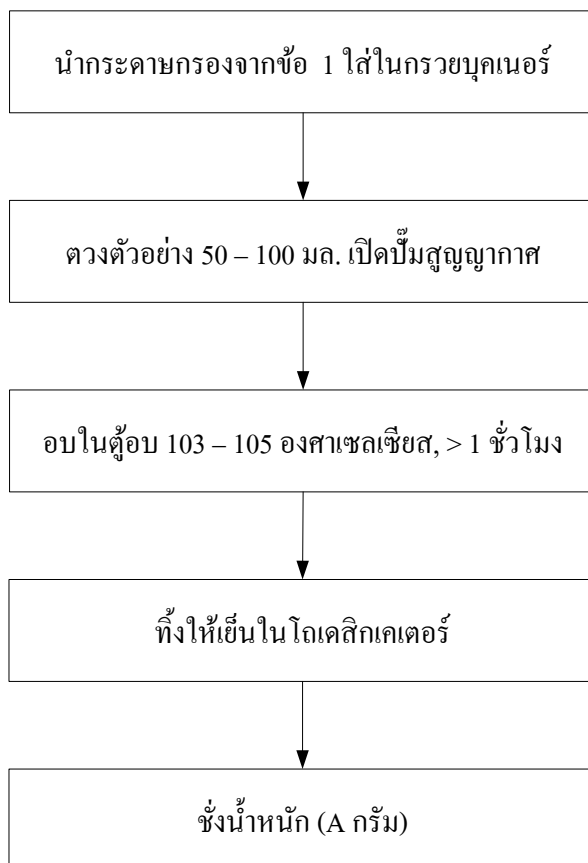 นำกระดาษกรองจากข้อ 1 ใส่ในกรวยบุคเนอร์
ตวงตัวอย่าง 50 – 100 มล. เปิดปั๊มสูญญากาศ
อบในตู้อบ 103 – 105 องศาเซลเซียส, > 1 ชั่วโมง
ทิ้งให้เย็นในโถเดสิกเคเตอร์
ชั่งน้ำหนัก (A กรัม)